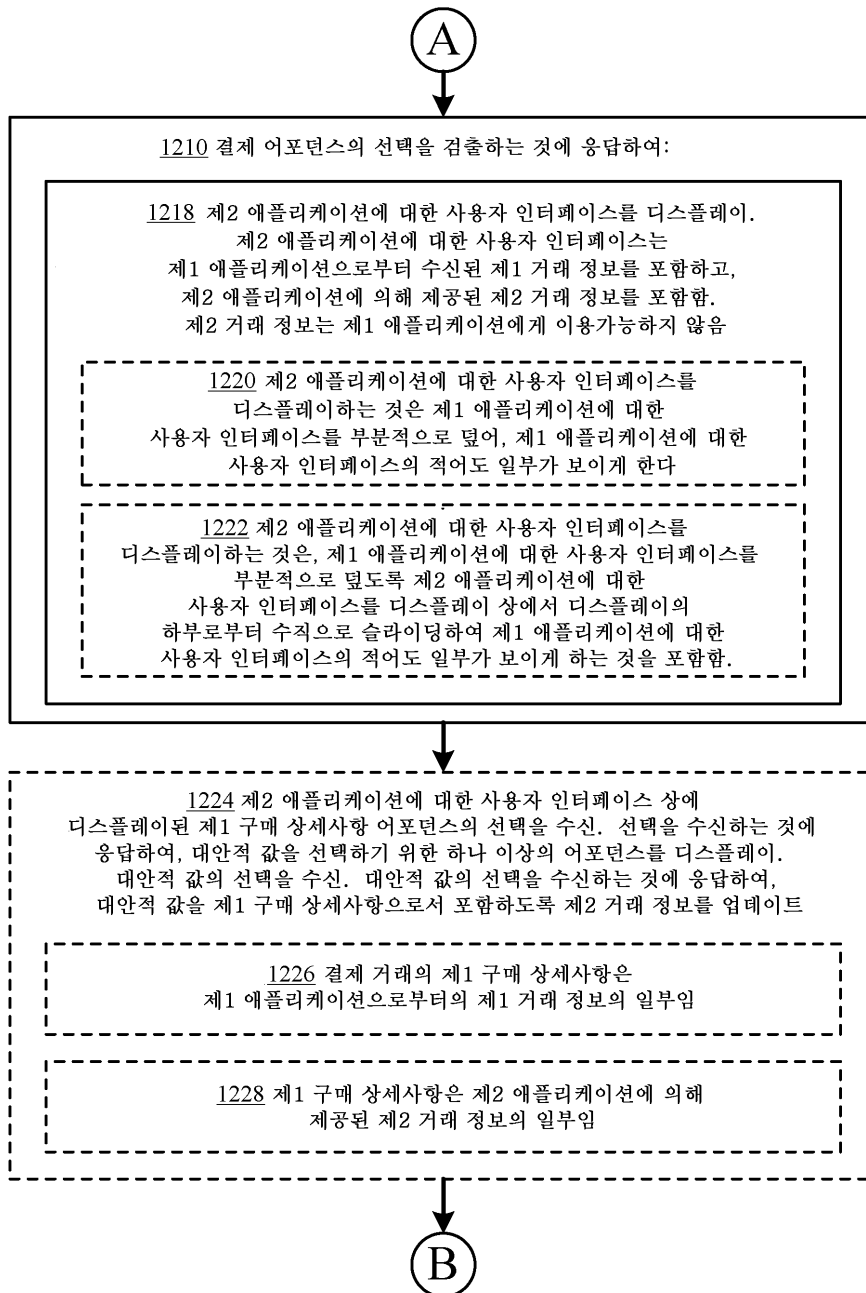 A
1210 결제 어포던스의 선택을 검출하는 것에 응답하여:
1218 제2 애플리케이션에 대한 사용자 인터페이스를 디스플레이.
제2 애플리케이션에 대한 사용자 인터페이스는
제1 애플리케이션으로부터 수신된 제1 거래 정보를 포함하고,
제2 애플리케이션에 의해 제공된 제2 거래 정보를 포함함.
제2 거래 정보는 제1 애플리케이션에게 이용가능하지 않음
1220 제2 애플리케이션에 대한 사용자 인터페이스를
디스플레이하는 것은 제1 애플리케이션에 대한
사용자 인터페이스를 부분적으로 덮어, 제1 애플리케이션에 대한
사용자 인터페이스의 적어도 일부가 보이게 한다
1222 제2 애플리케이션에 대한 사용자 인터페이스를
디스플레이하는 것은, 제1 애플리케이션에 대한 사용자 인터페이스를
부분적으로 덮도록 제2 애플리케이션에 대한
사용자 인터페이스를 디스플레이 상에서 디스플레이의
하부로부터 수직으로 슬라이딩하여 제1 애플리케이션에 대한
사용자 인터페이스의 적어도 일부가 보이게 하는 것을 포함함.
1224 제2 애플리케이션에 대한 사용자 인터페이스 상에
디스플레이된 제1 구매 상세사항 어포던스의 선택을 수신. 선택을 수신하는 것에
응답하여, 대안적 값을 선택하기 위한 하나 이상의 어포던스를 디스플레이.
대안적 값의 선택을 수신. 대안적 값의 선택을 수신하는 것에 응답하여,
대안적 값을 제1 구매 상세사항으로서 포함하도록 제2 거래 정보를 업데이트
1226 결제 거래의 제1 구매 상세사항은
제1 애플리케이션으로부터의 제1 거래 정보의 일부임
1228 제1 구매 상세사항은 제2 애플리케이션에 의해
제공된 제2 거래 정보의 일부임
B